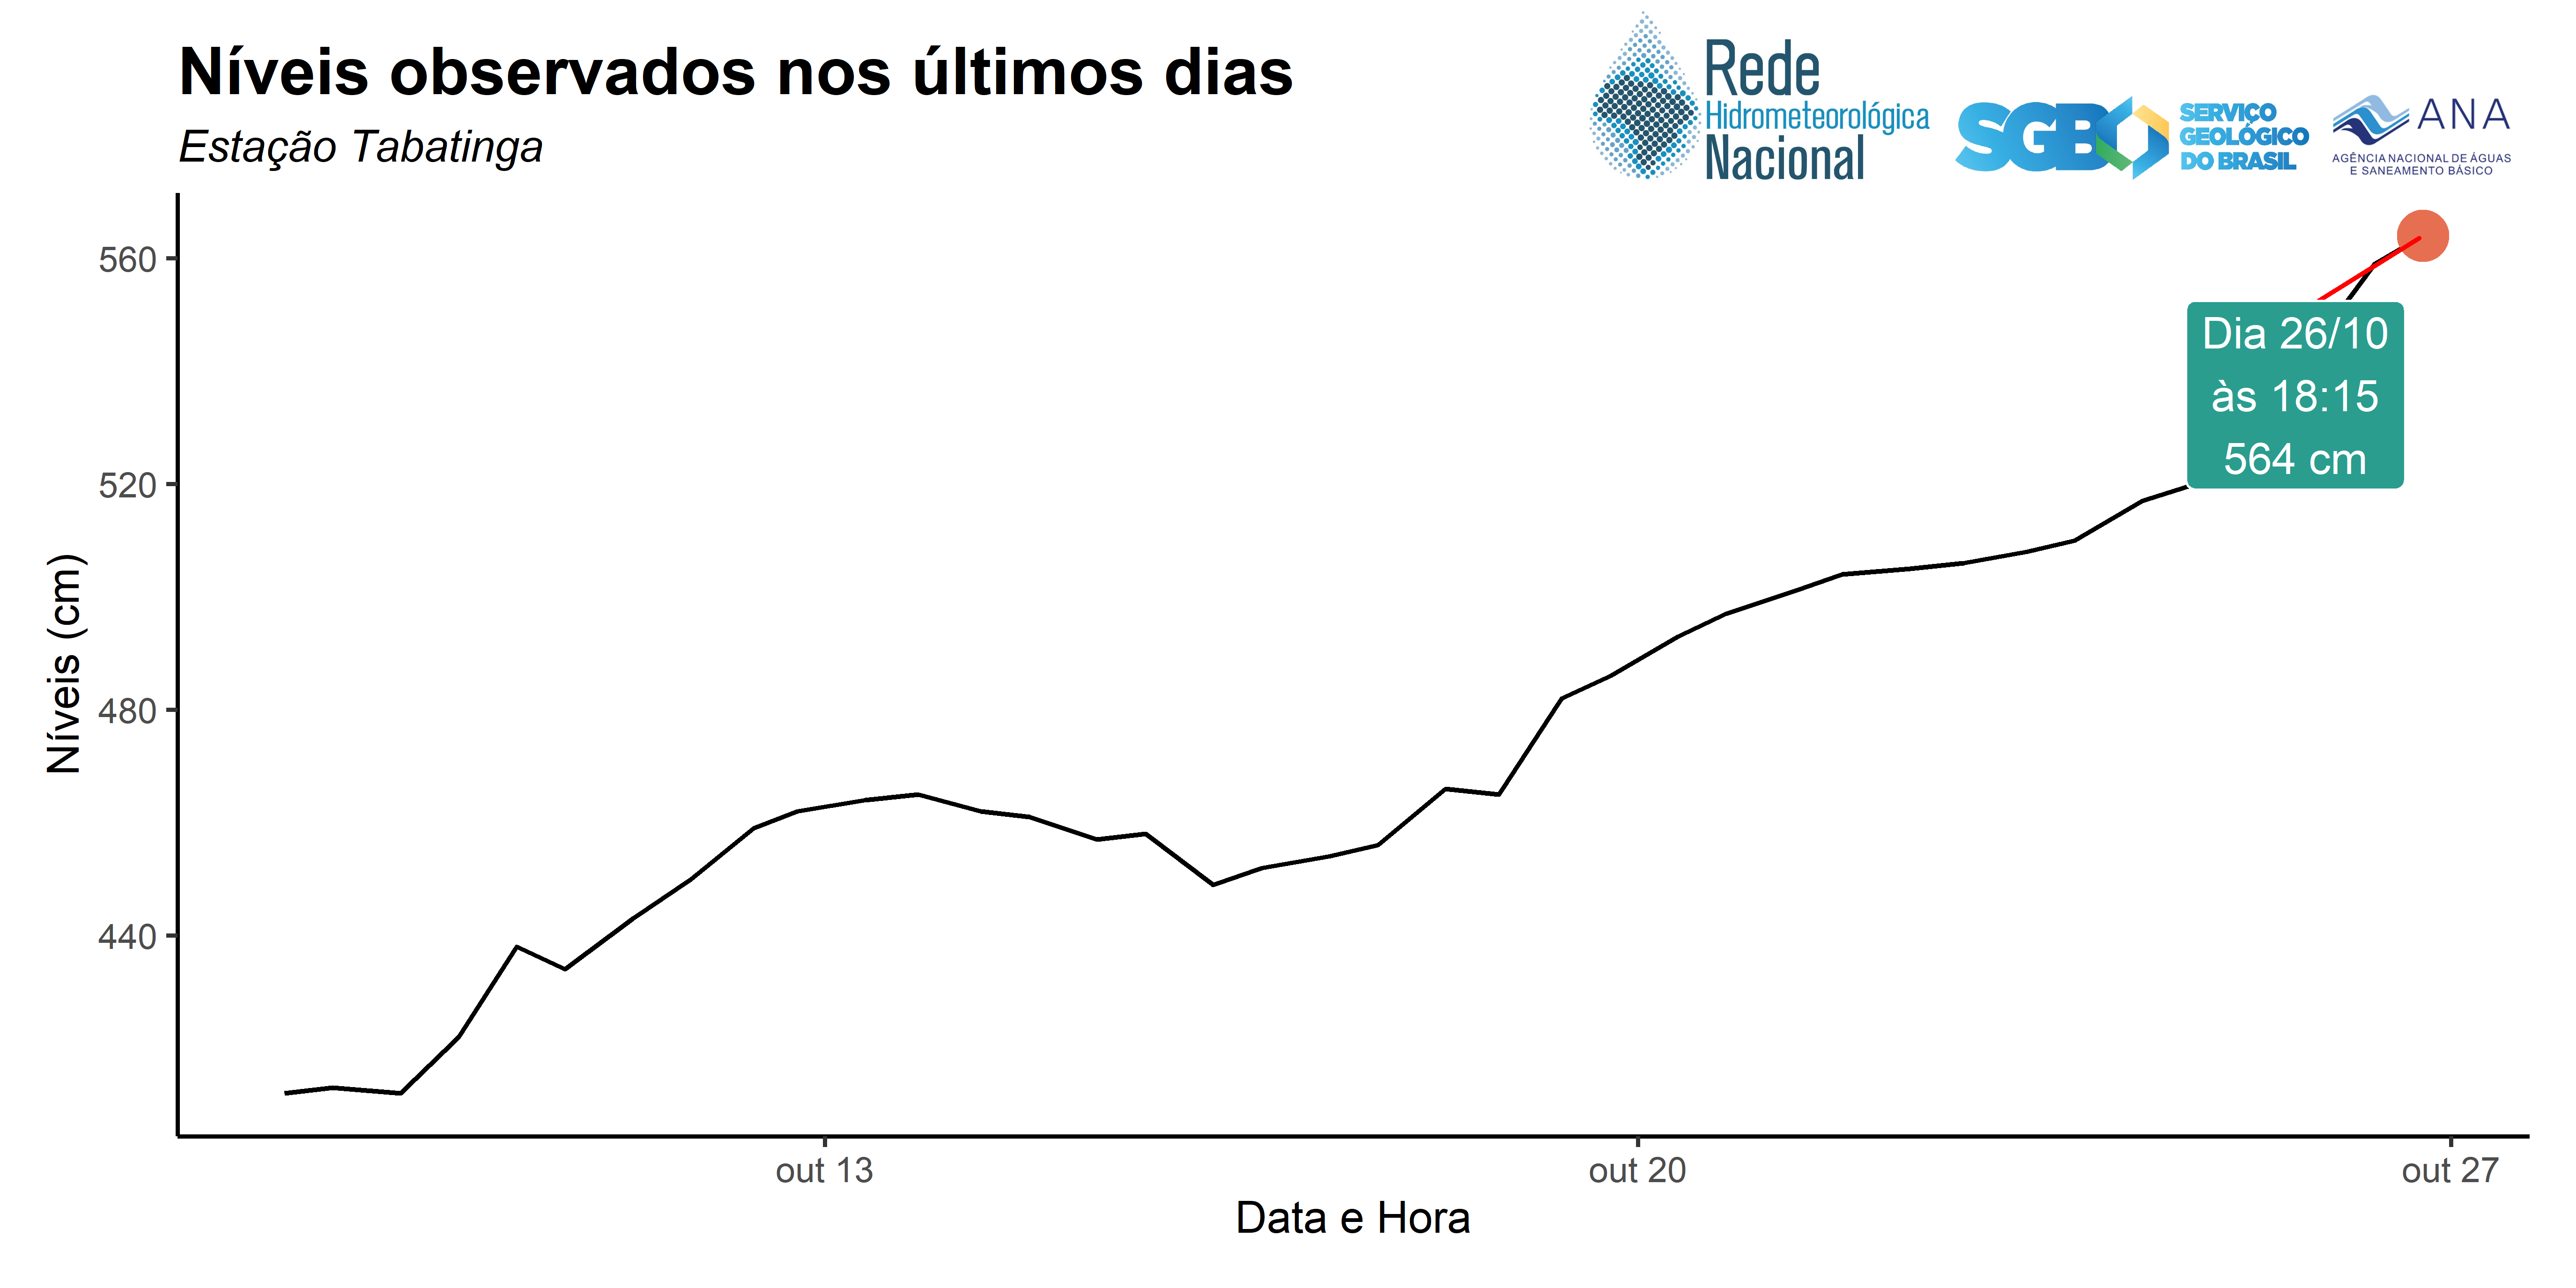 Níveis observados nos últimos dias
Estação Tabatinga
Rede
Hidrometeorológica
Nacional
SGB
SERVIÇO
GEOLÓGICO
DO BRASIL
ANA
AGÊNCIA NACIONAL DE ÁGUAS
E SANEAMENTO BÁSICO
Níveis (cm)
560
520
480
440
Dia 26/10
às 18:15
564 cm
out 13
out 20
out 27
Data e Hora